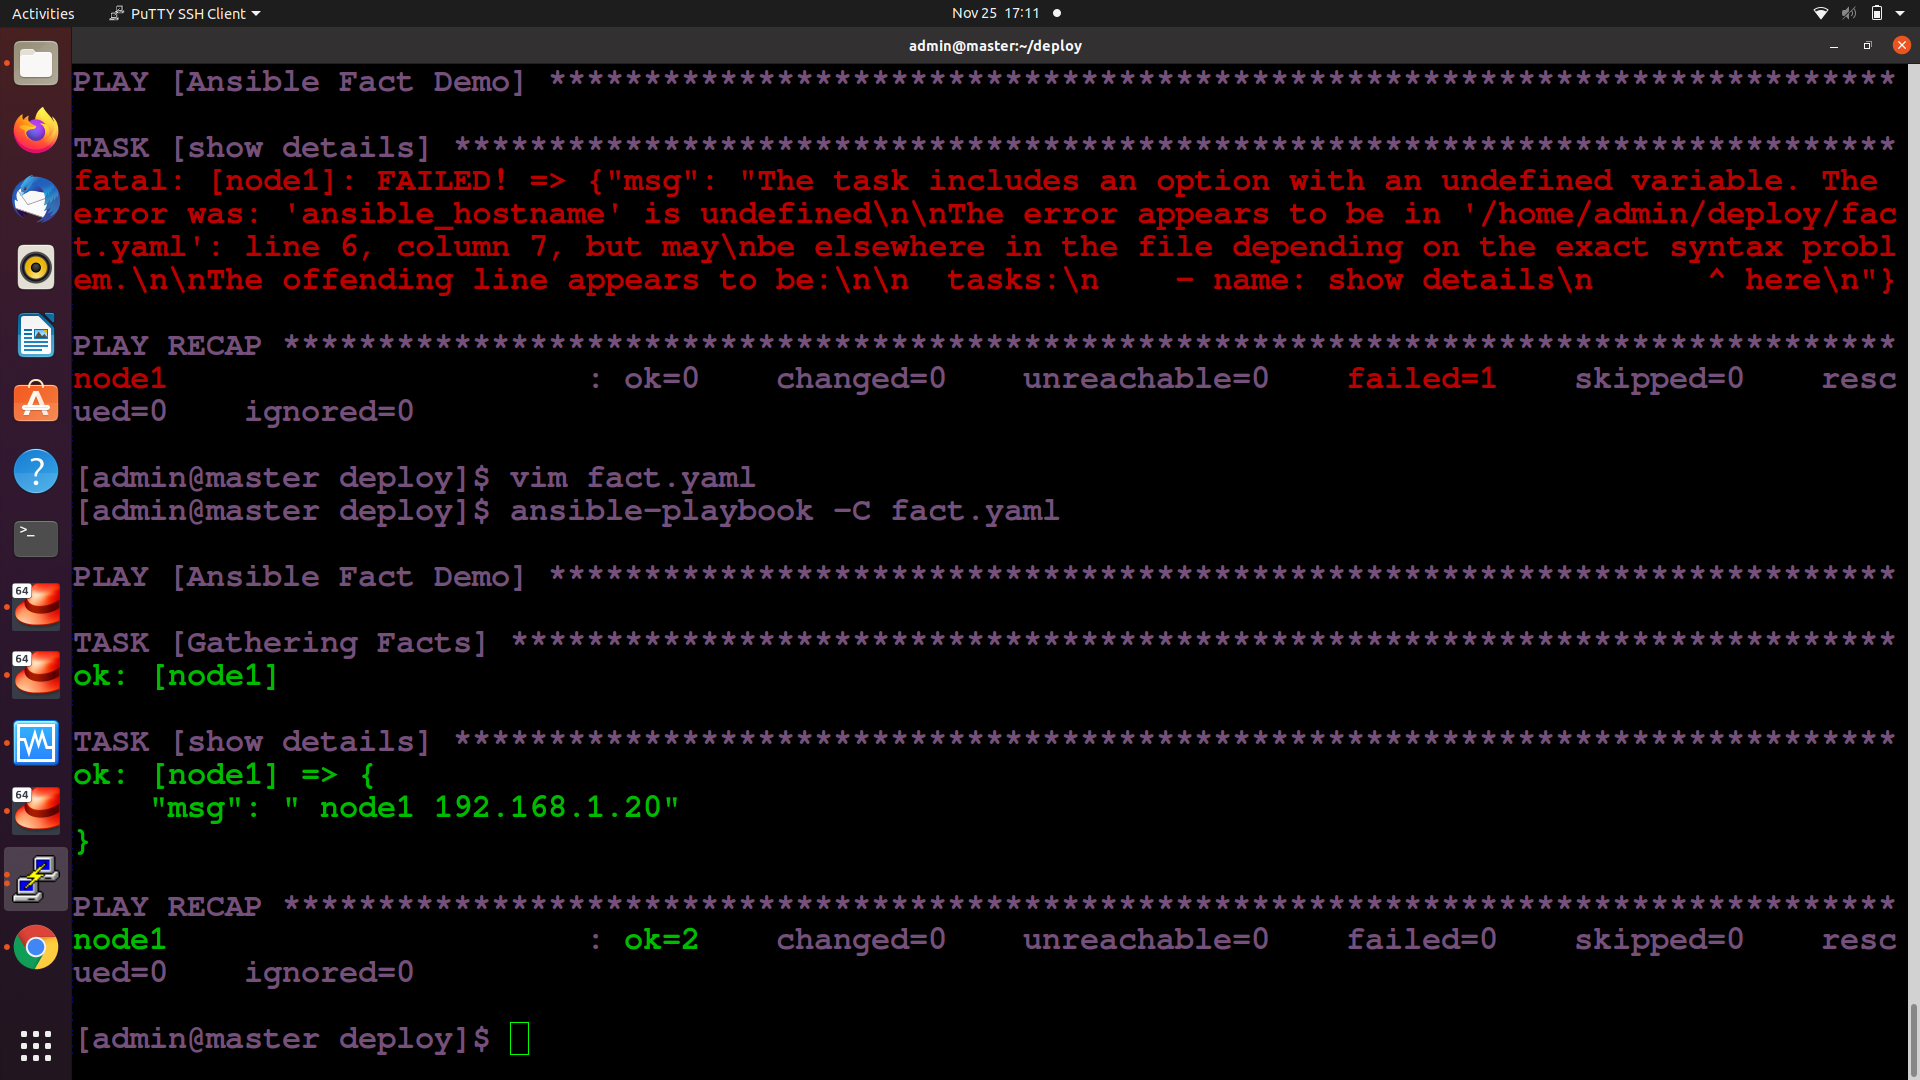 Activities PuTTY SSH Client Nov 25 17:11
admin@master:~/deploy
PLAY [Ansible Fact Demo] ***********************************************************************
TASK [show details] ****************************************************************************
fatal: [node1]: FAILED! => {"msg": "The task includes an option with an undefined variable. The
error was: 'ansible_hostname' is undefined\n\nThe error appears to be in '/home/admin/deploy/fac
t.yaml': line 6, column 7, but may\nbe elsewhere in the file depending on the exact syntax probl
em.\n\nThe offending line appears to be:\n\n  tasks:\n    - name: show details\n      ^ here\n"}
PLAY RECAP *************************************************************************************
node1                      : ok=0    changed=0    unreachable=0    failed=1    skipped=0    resc
ued=0    ignored=0
[admin@master deploy]$ vim fact.yaml
[admin@master deploy]$ ansible-playbook -C fact.yaml
PLAY [Ansible Fact Demo] ***********************************************************************
TASK [Gathering Facts] *************************************************************************
ok: [node1]
TASK [show details] ****************************************************************************
ok: [node1] => {
    "msg": " node1 192.168.1.20"
}
PLAY RECAP *************************************************************************************
node1                      : ok=2    changed=0    unreachable=0    failed=0    skipped=0    resc
ued=0    ignored=0
[admin@master deploy]$
?
>_
64
64
64